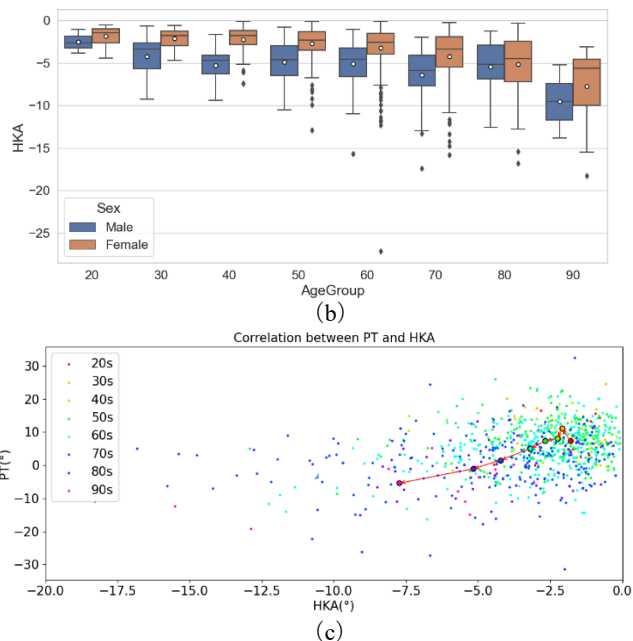 0
−5
−10
−15
−20
−25
HKA
Sex
Male
Female
20 30 40 50 60 70 80 90
AgeGroup
(b)
Correlation between PT and HKA
30
20
10
0
−10
−20
−30
PT(°)
20s
30s
40s
50s
60s
70s
80s
90s
−20.0 −17.5 −15.0 −12.5 −10.0 −7.5 −5.0 −2.5 0.0
HKA(°)
(c)